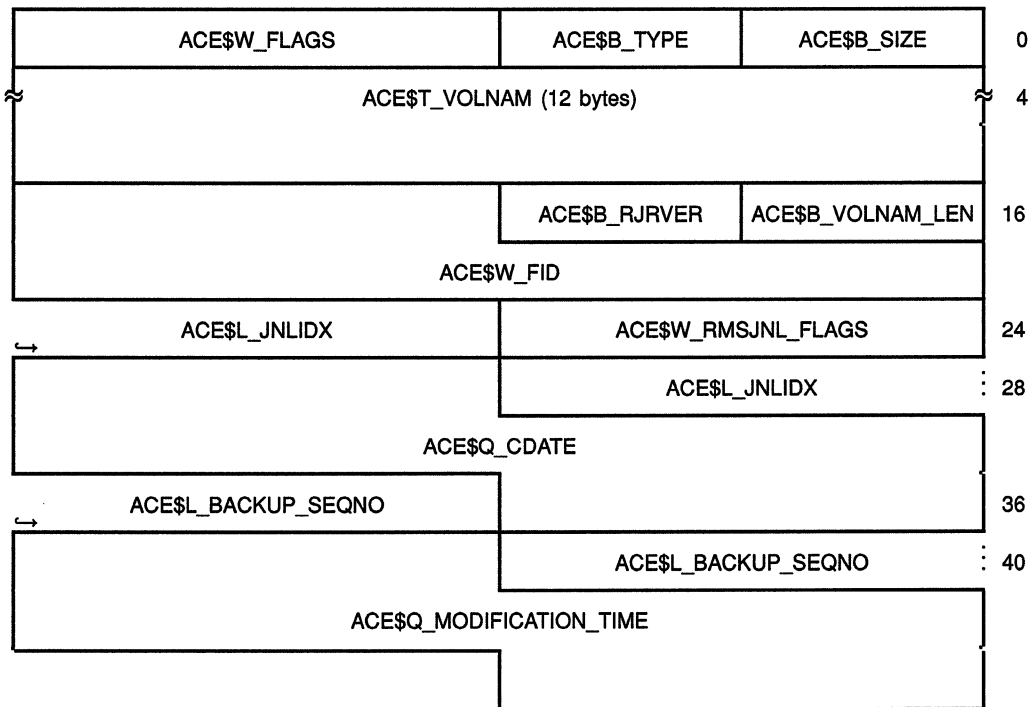 ACE$W_FLAGS ACE$B_TYPE ACE$B_SIZE 0
ACE$T_VOLNAM (12 bytes) 4
ACE$B_RJRVER ACE$B_VOLNAM_LEN 16
ACE$W_FID
ACE$L_JNLIDX ACE$W_RMSJNL_FLAGS 24
ACE$L_JNLIDX 28
ACE$Q_CDATE
ACE$L_BACKUP_SEQNO 36
ACE$L_BACKUP_SEQNO 40
ACE$Q_MODIFICATION_TIME